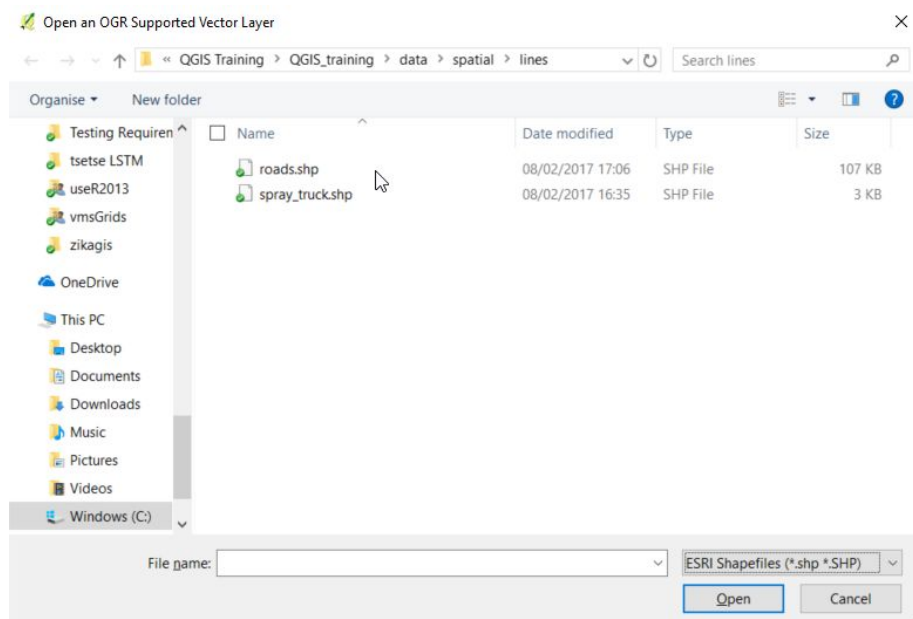 Open an OGR Supported Vector Layer
« QGIS Training > QGIS_training > data > spatial > lines
Search lines
Organise
New folder
Name
Date modified
Type
Size
Testing Requiren
tsetse LSTM
useR2013
vmsGrids
zikagis
OneDrive
This PC
Desktop
Documents
Downloads
Music
Pictures
Videos
Windows (C:)
roads.shp 08/02/2017 17:06 SHP File 107 KB
spray_truck.shp 08/02/2017 16:35 SHP File 3 KB
File name:
ESRI Shapefiles (*.shp *.SHP)
Open
Cancel